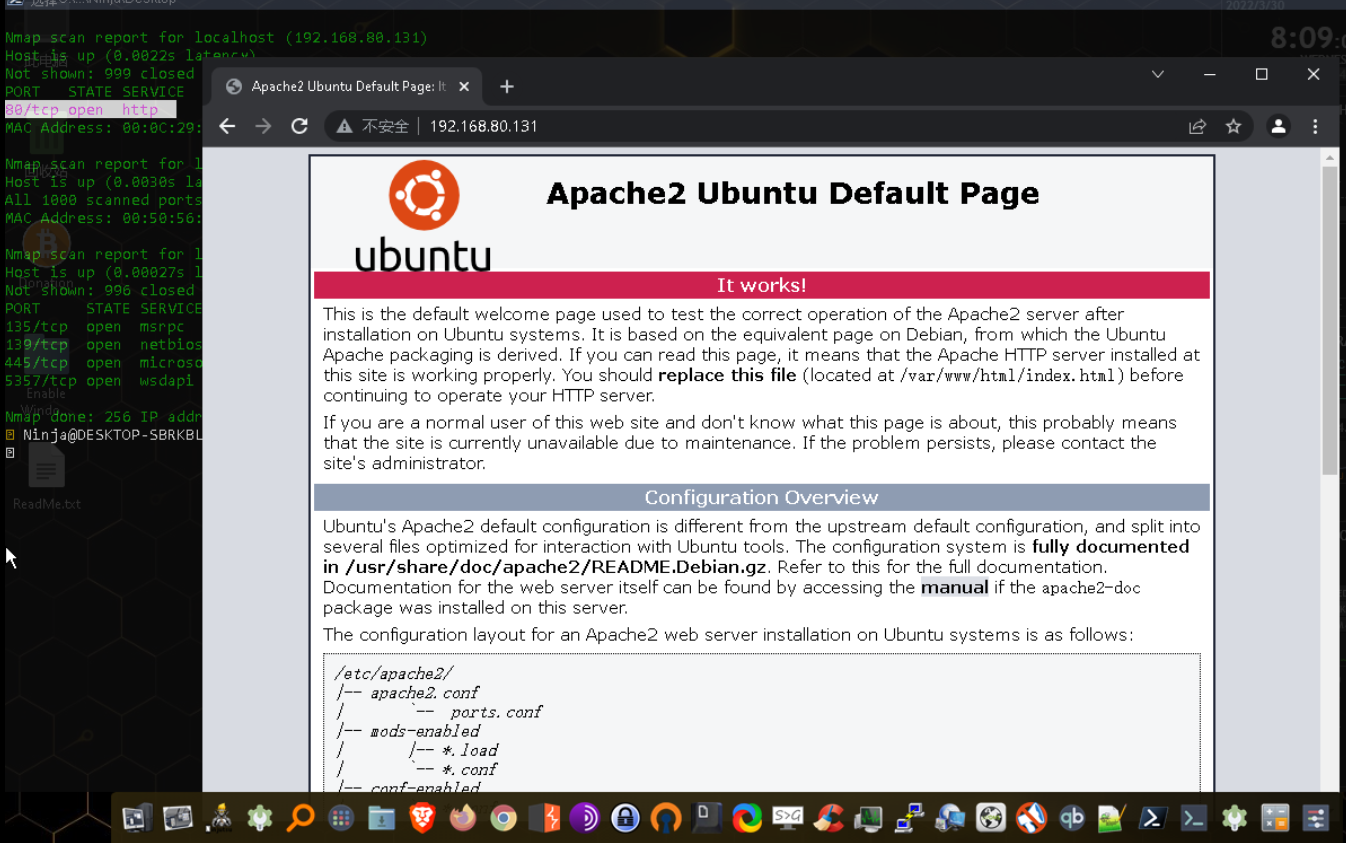 2022/3/30
8:09:
Nmap scan report for localhost (192.168.80.131)
Host is up (0.0022s latency)
Not shown: 999 closed
PORT STATE SERVICE
80/tcp open http
MAC Address: 00:0C:29:
Nmap scan report for l
Host is up (0.0030s la
All 1000 scanned ports
MAC Address: 00:50:56:
Nmap scan report for l
Host is up (0.00027s l
Not shown: 996 closed
PORT STATE SERVICE
135/tcp open msrpc
139/tcp open netbios
445/tcp open microso
5357/tcp open wsdapi
Nmap done: 256 IP addr
Ninja@DESKTOP-SBRKBL
此电脑
回收站
Donation
Enable
Windo
ReadMe.txt
Apache2 Ubuntu Default Page: It
不安全 | 192.168.80.131
ubuntu
Apache2 Ubuntu Default Page
It works!
This is the default welcome page used to test the correct operation of the Apache2 server after
installation on Ubuntu systems. It is based on the equivalent page on Debian, from which the Ubuntu
Apache packaging is derived. If you can read this page, it means that the Apache HTTP server installed at
this site is working properly. You should replace this file (located at /var/www/html/index.html) before
continuing to operate your HTTP server.
If you are a normal user of this web site and don't know what this page is about, this probably means
that the site is currently unavailable due to maintenance. If the problem persists, please contact the
site's administrator.
Configuration Overview
Ubuntu's Apache2 default configuration is different from the upstream default configuration, and split into
several files optimized for interaction with Ubuntu tools. The configuration system is fully documented
in /usr/share/doc/apache2/README.Debian.gz. Refer to this for the full documentation.
Documentation for the web server itself can be found by accessing the manual if the apache2-doc
package was installed on this server.
The configuration layout for an Apache2 web server installation on Ubuntu systems is as follows:
/etc/apache2/
|-- apache2.conf
|       `--  ports.conf
|-- mods-enabled
|       |-- *.load
|       `-- *.conf
|-- conf-enabled
S>G
qb